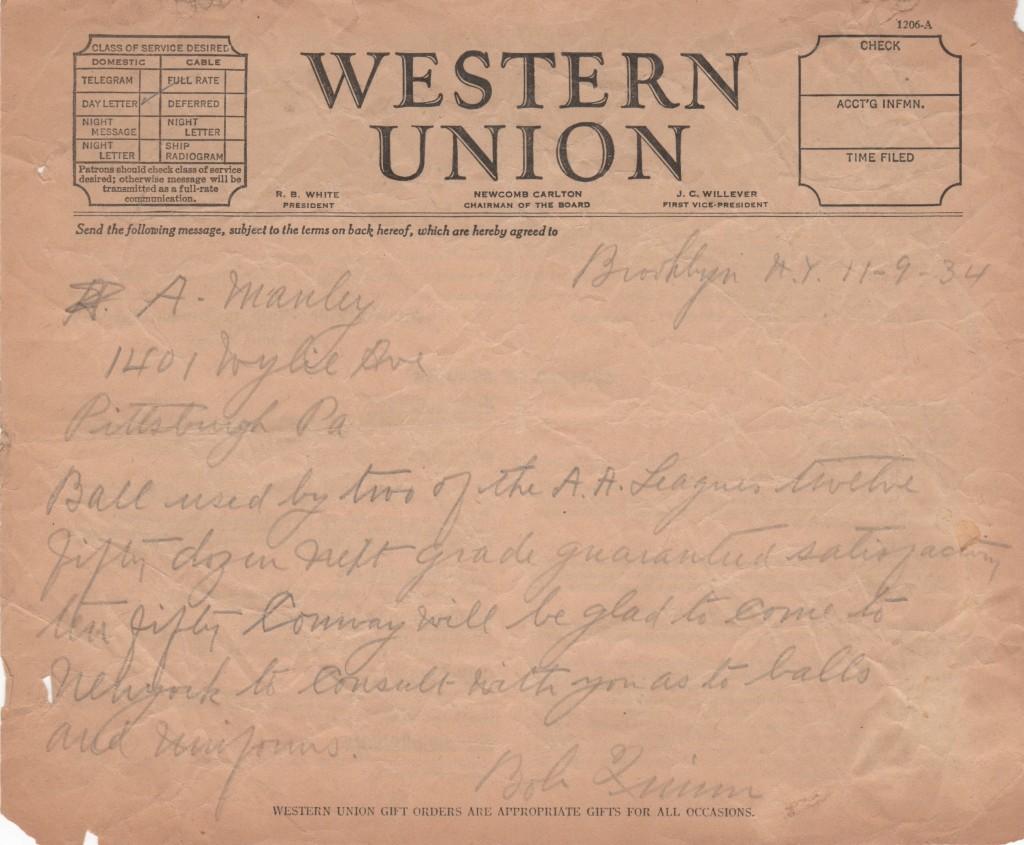 1206-A
CLASS OF SERVICE DESIRED
DOMESTIC CABLE
TELEGRAM FULL RATE
DAY LETTER DEFERRED
NIGHT MESSAGE NIGHT LETTER
NIGHT LETTER SHIP RADIOGRAM
Patrons should check class of service
desired; otherwise message will be
transmitted as a full-rate
communication.
WESTERN
UNION
R. B. WHITE
PRESIDENT
NEWCOMB CARLTON
CHAIRMAN OF THE BOARD
J. C. WILLEVER
FIRST VICE-PRESIDENT
CHECK
ACCT'G INFMN.
TIME FILED
Send the following message, subject to the terms on back hereof, which are hereby agreed to
Brooklyn N.Y. 11-9-34
A. Manley
1401 Wylie Ave
Pittsburgh Pa
Ball used by two of the A.A. Leagues twelve
fifty dozen next grade guaranteed satisfactory
ten fifty Conway will be glad to come to
Newyork to consult with you as to balls
and uniforms.
Bob Quinn
WESTERN UNION GIFT ORDERS ARE APPROPRIATE GIFTS FOR ALL OCCASIONS.